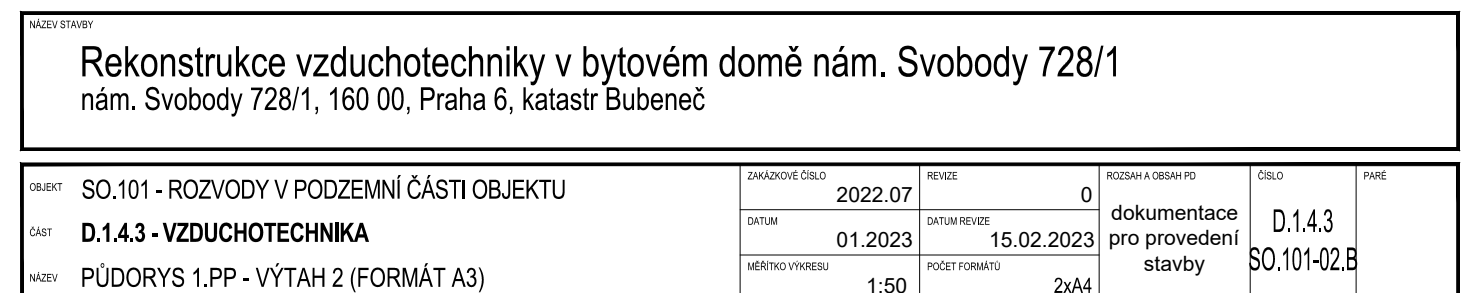 NÁZEV STAVBY
Rekonstrukce vzduchotechniky v bytovém domě nám. Svobody 728/1
nám. Svobody 728/1, 160 00, Praha 6, katastr Bubeneč
OBJEKT SO.101 - ROZVODY V PODZEMNÍ ČÁSTI OBJEKTU
ČÁST D.1.4.3 - VZDUCHOTECHNIKA
NÁZEV PŮDORYS 1.PP - VÝTAH 2 (FORMÁT A3)
ZAKÁZKOVÉ ČÍSLO
2022.07
REVIZE
0
DATUM
01.2023
DATUM REVIZE
15.02.2023
MĚŘÍTKO VÝKRESU
1:50
POČET FORMÁTŮ
2xA4
ROZSAH A OBSAH PD
dokumentace
pro provedení
stavby
ČÍSLO
D.1.4.3
SO.101-02.B
PARÉ